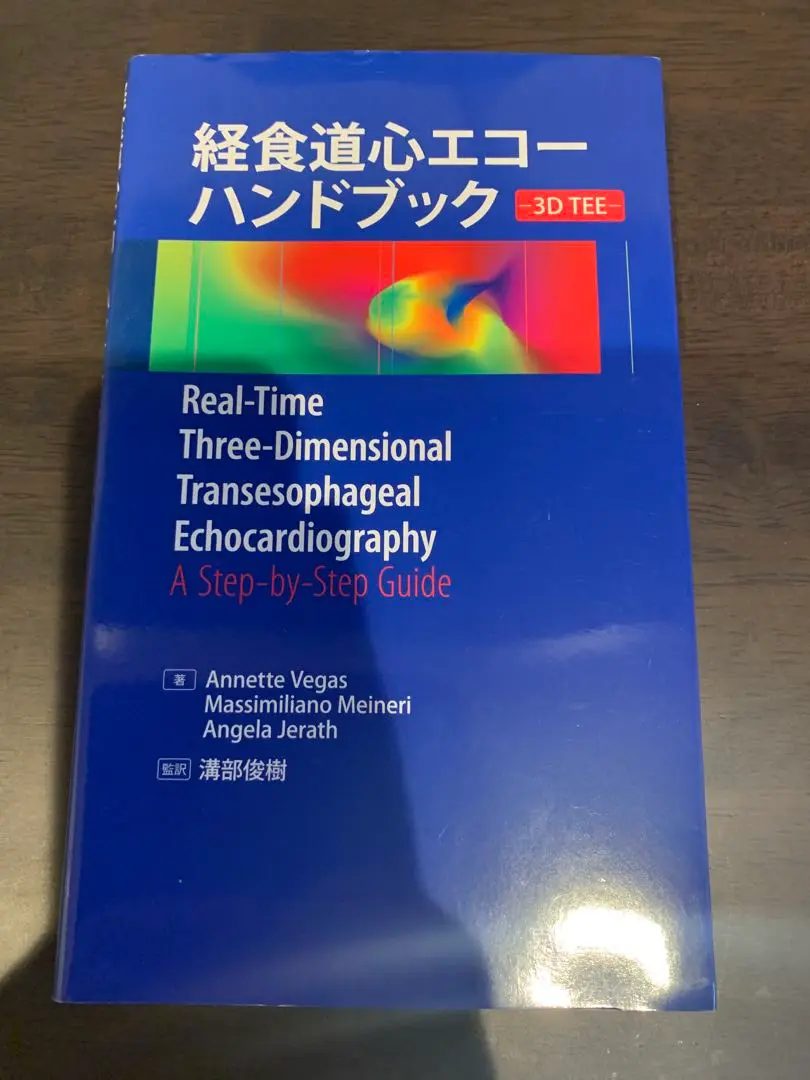 経食道心エコー
ハンドブック -3D TEE-
Real-Time
Three-Dimensional
Transesophageal
Echocardiography
A Step-by-Step Guide
著 Annette Vegas
Massimiliano Meineri
Angela Jerath
監訳 溝部俊樹